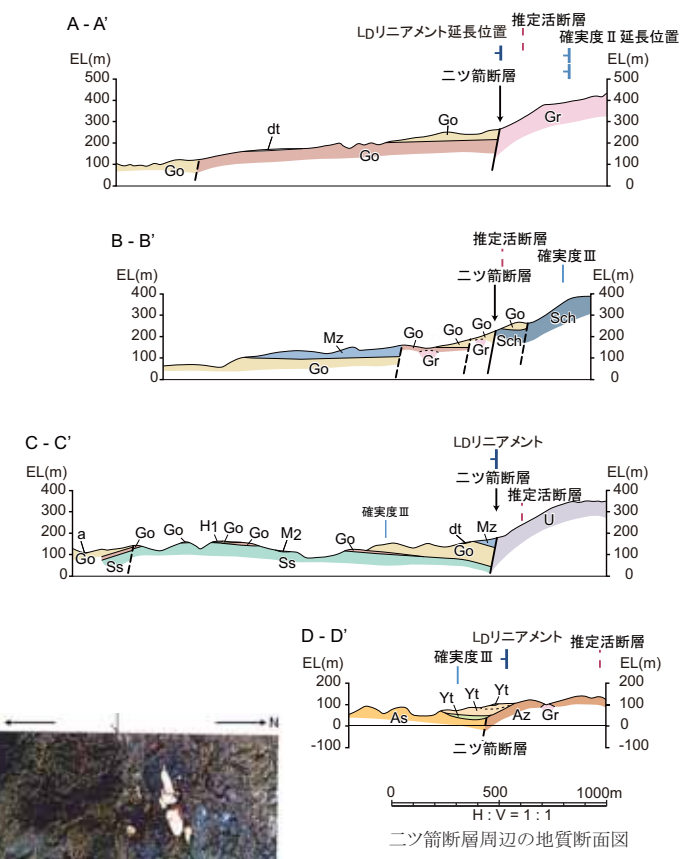 A - A'
LDリニアメント延長位置
推定活断層
確実度Ⅱ延長位置
二ツ箭断層
EL(m)
500
400
300
200
100
0
Go
dt
Go
Go
Gr
EL(m)
500
400
300
200
100
0
B - B'
推定活断層
確実度Ⅲ
二ツ箭断層
EL(m)
400
300
200
100
0
Mz
Go
Go
Gr
Go
Go
Gr
Sch
Go
Sch
EL(m)
400
300
200
100
0
C - C'
LDリニアメント
二ツ箭断層
推定活断層
EL(m)
400
300
200
100
0
a
Go
Ss
Go
Go
H1
Go
Go
M2
Ss
Go
確実度Ⅲ
dt
Go
Mz
U
EL(m)
400
300
200
100
0
D - D'
LDリニアメント
確実度Ⅲ
推定活断層
EL(m)
200
100
0
-100
As
Yt
Yt
Yt
Az
Gr
二ツ箭断層
EL(m)
200
100
0
-100
N
0 500 1000m
H : V = 1 : 1
二ツ箭断層周辺の地質断面図